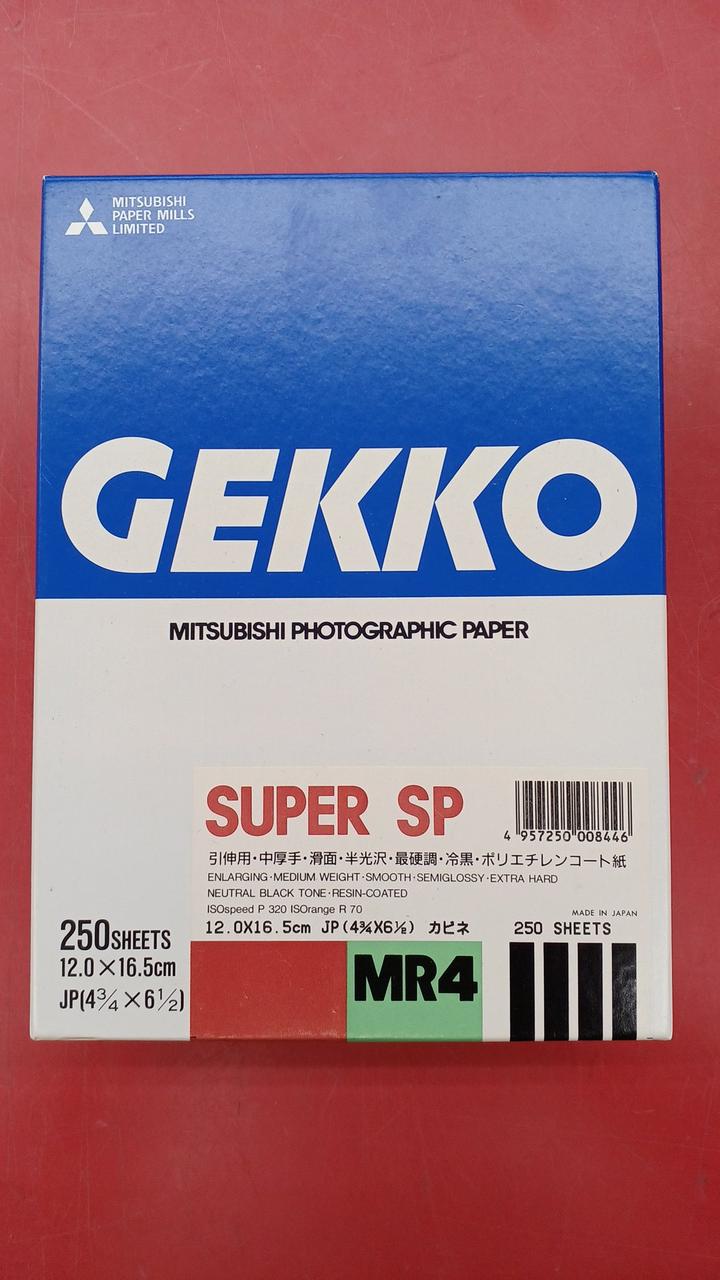 MITSUBISHI
PAPER MILLS
LIMITED
GEKKO
MITSUBISHI PHOTOGRAPHIC PAPER
SUPER SP
4 957250 008446
引伸用・中厚手・滑面・半光沢・最硬調・冷黒・ポリエチレンコート紙
ENLARGING・MEDIUM WEIGHT・SMOOTH・SEMIGLOSSY・EXTRA HARD
NEUTRAL BLACK TONE・RESIN-COATED
ISOspeed P 320 ISOrange R 70
MADE IN JAPAN
12.0X16.5cm JP(4¾X6½) カビネ
250 SHEETS
250SHEETS
12.0×16.5cm
JP(4¾×6½)
MR4